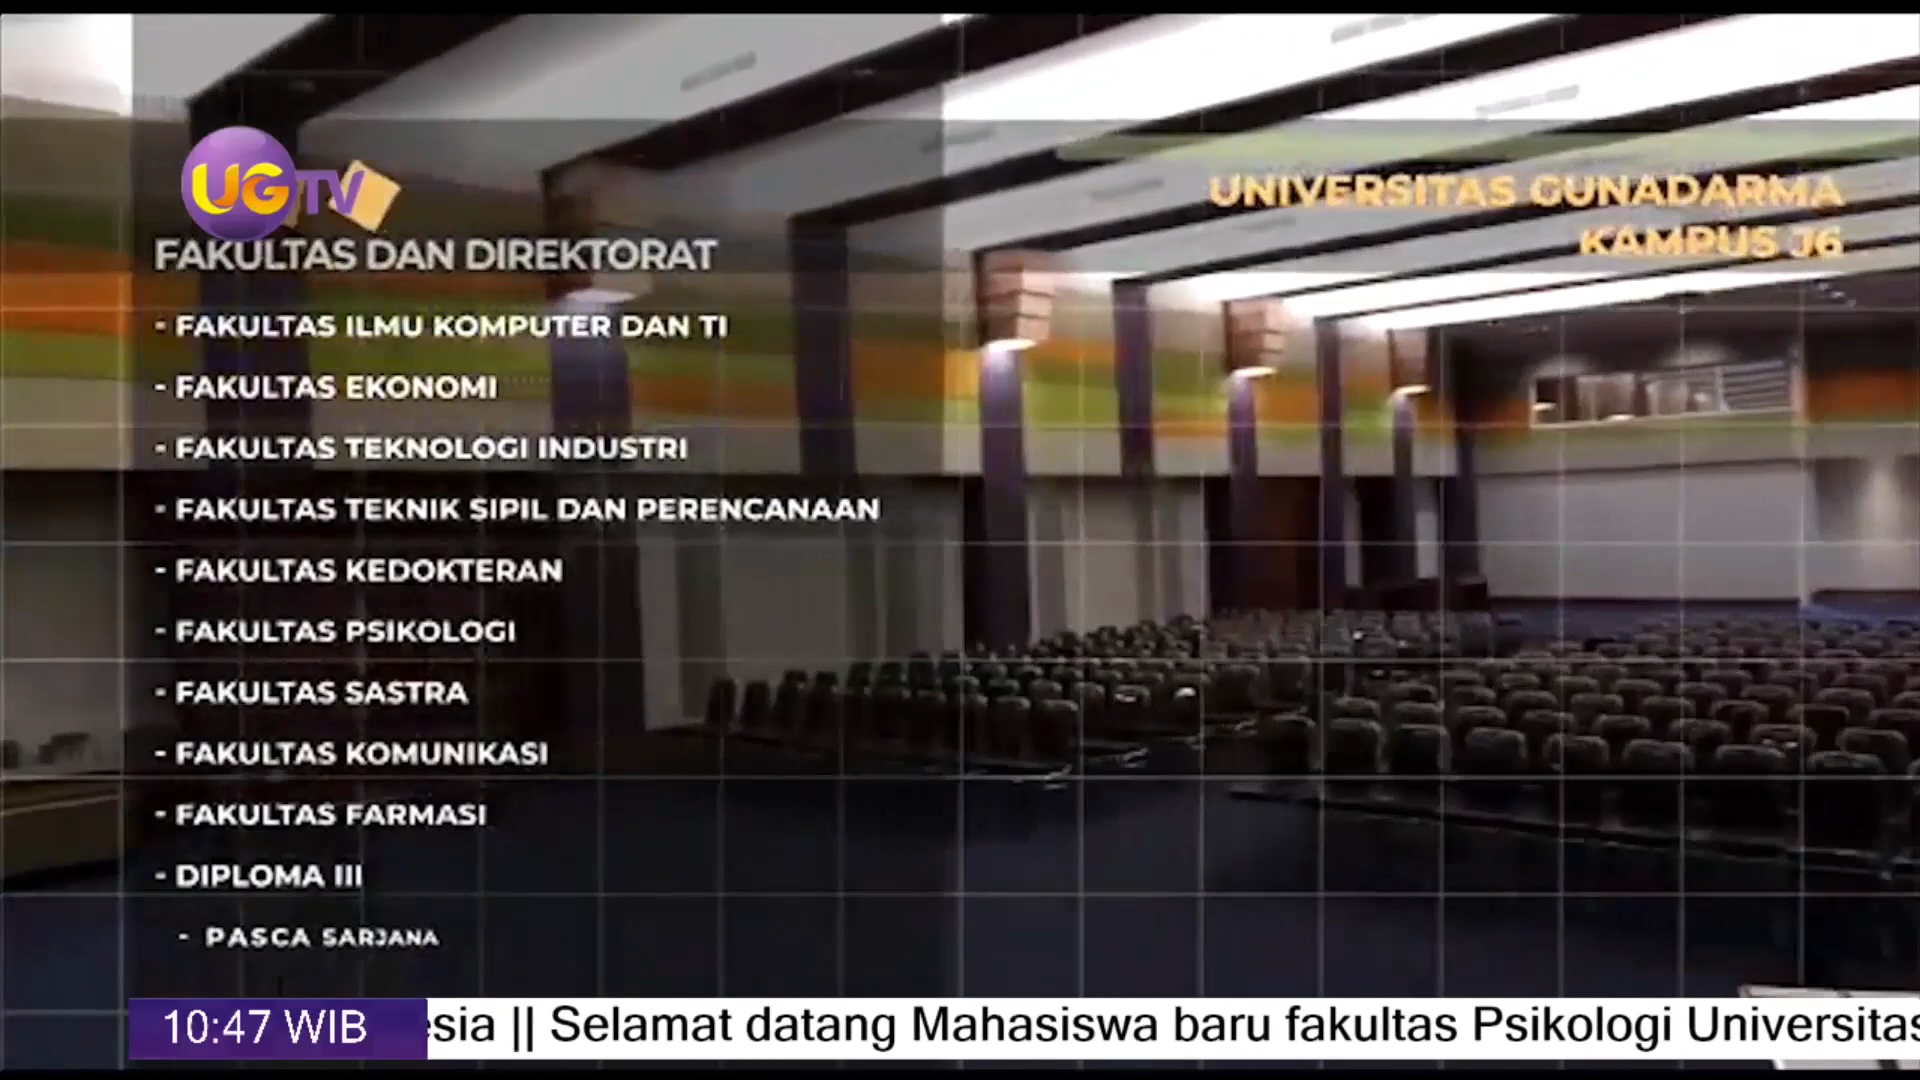 UGTV
UNIVERSITAS GUNADARMA
KAMPUS J6
FAKULTAS DAN DIREKTORAT
- FAKULTAS ILMU KOMPUTER DAN TI
- FAKULTAS EKONOMI
- FAKULTAS TEKNOLOGI INDUSTRI
- FAKULTAS TEKNIK SIPIL DAN PERENCANAAN
- FAKULTAS KEDOKTERAN
- FAKULTAS PSIKOLOGI
- FAKULTAS SASTRA
- FAKULTAS KOMUNIKASI
- FAKULTAS FARMASI
- DIPLOMA III
- PASCA SARJANA
10:47 WIB
esia || Selamat datang Mahasiswa baru fakultas Psikologi Universitas